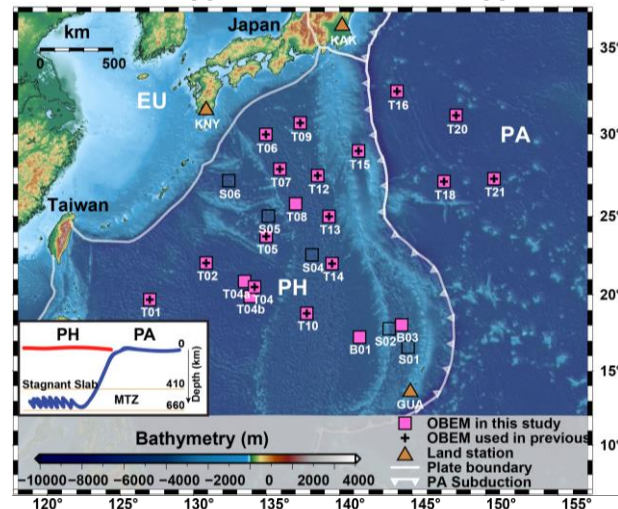 km
0 500
Japan
KAK
35°
EU
T16
KNY
T09
T20
PA
30°
T06
T15
T07
T12
S06
T18
T21
T08
Taiwan
S05
T13
25°
T05
S04
T02
PH
T14
T04a
T04
T04b
20°
T01
T10
S02
B03
B01
S01
15°
PH PA
0
Stagnant Slab
410
MTZ
660
Depth (km)
GUA
OBEM in this study
OBEM used in previous
Bathymetry (m)
Land station
10°
Plate boundary
PA Subduction
−10000 −8000 −6000 −4000 −2000 0 2000 4000
120° 125° 130° 135° 140° 145° 150° 155°